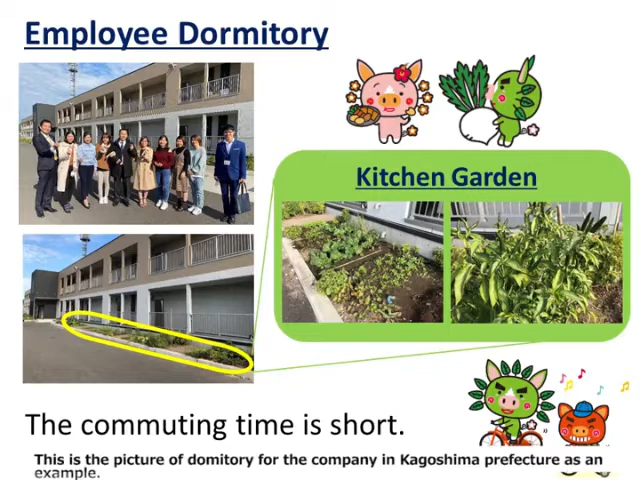 Employee Dormitory
Kitchen Garden
The commuting time is short.
This is the picture of domitory for the company in Kagoshima prefecture as an
example.